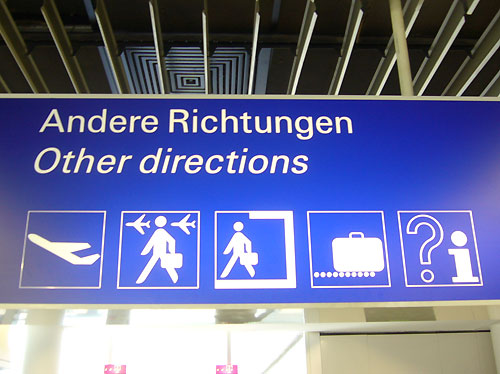 Andere Richtungen
Other directions
? i